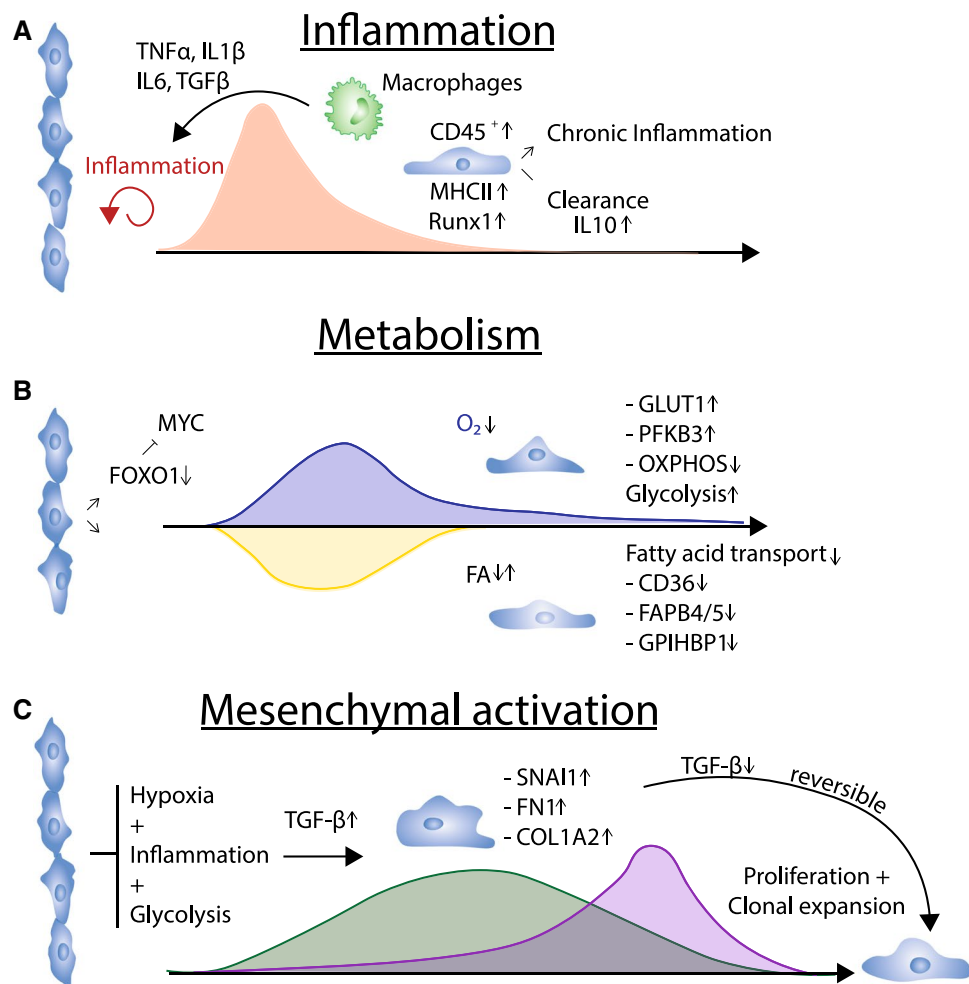 A
Inflammation
TNFα, IL1β
IL6, TGFβ
Macrophages
Inflammation
CD45 +↑
MHCII↑
Runx1↑
Chronic Inflammation
Clearance
IL10↑
Metabolism
B
MYC
FOXO1↓
O2↓
- GLUT1↑
- PFKB3↑
- OXPHOS↓
Glycolysis↑
FA↓↑
Fatty acid transport↓
- CD36↓
- FAPB4/5↓
- GPIHBP1↓
C
Mesenchymal activation
Hypoxia
+
Inflammation
+
Glycolysis
TGF-β↑
- SNAI1↑
- FN1↑
- COL1A2↑
TGF-β↓
reversible
Proliferation +
Clonal expansion